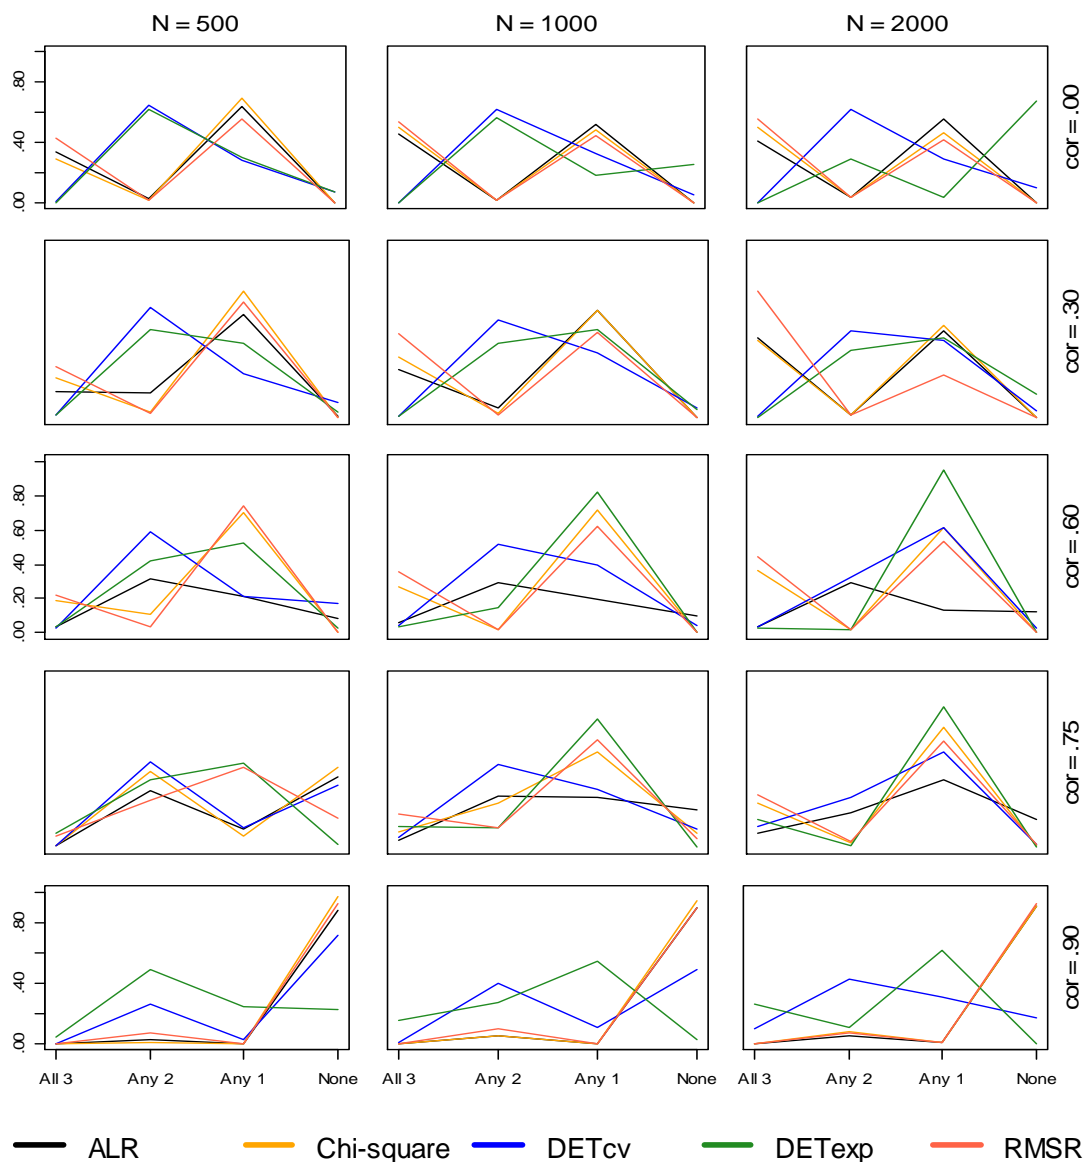 N = 500 N = 1000 N = 2000
.80
.40
.00
cor = .00
cor = .30
.80
.60
.40
.20
.00
cor = .60
cor = .75
.80
.40
.00
cor = .90
All 3 Any 2 Any 1 None All 3 Any 2 Any 1 None All 3 Any 2 Any 1 None
ALR Chi-square DETcv DETexp RMSR